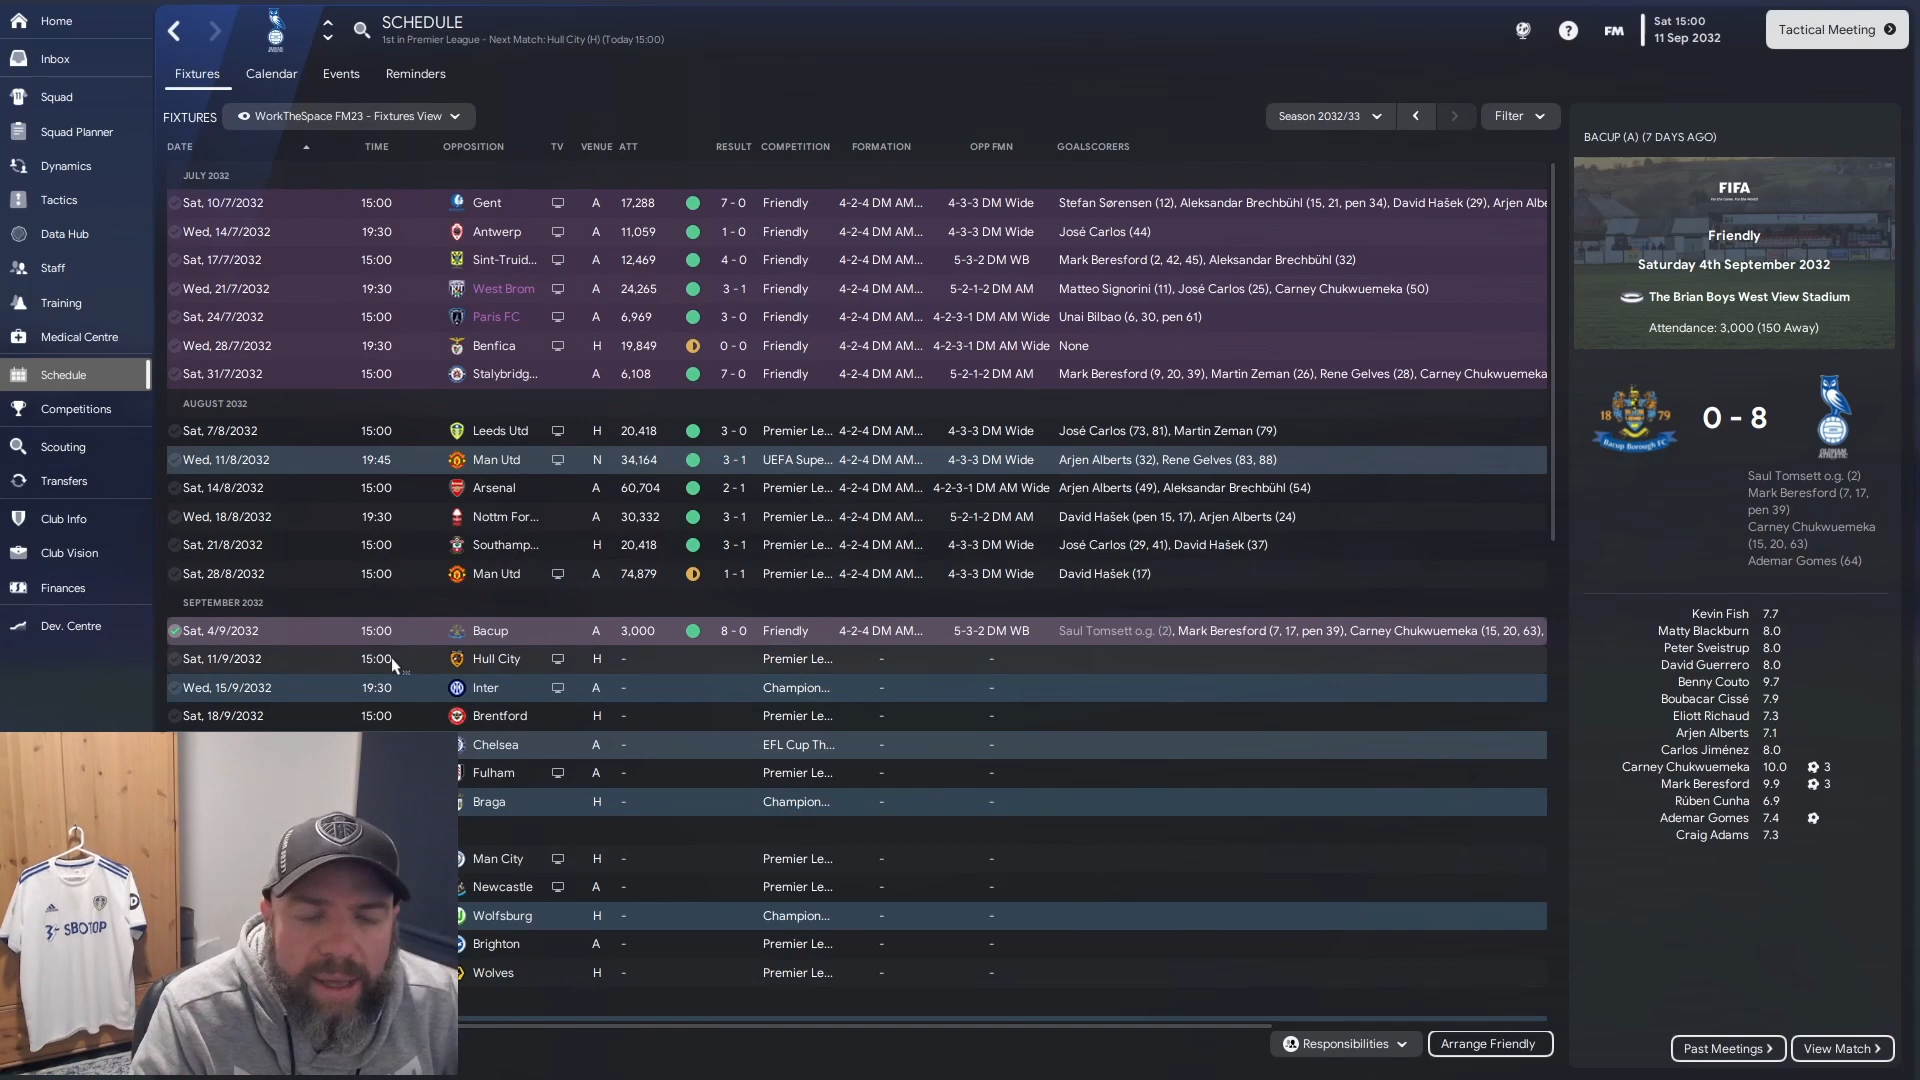 Home
Inbox
Squad
Squad Planner
Dynamics
Tactics
Data Hub
Staff
Training
Medical Centre
Schedule
Competitions
Scouting
Transfers
Club Info
Club Vision
Finances
Dev. Centre
SCHEDULE
1st in Premier League - Next Match: Hull City (H) (Today 15:00)
FM
Sat 15:00
11 Sep 2032
Tactical Meeting
Fixtures Calendar Events Reminders
FIXTURES WorkTheSpace FM23 - Fixtures View
Season 2032/33
Filter
DATE TIME OPPOSITION TV VENUE ATT RESULT COMPETITION FORMATION OPP FMN GOALSCORERS
JULY 2032
Sat, 10/7/2032 15:00 Gent A 17,288 7 - 0 Friendly 4-2-4 DM AM... 4-3-3 DM Wide Stefan Sørensen (12), Aleksandar Brechbühl (15, 21, pen 34), David Hašek (29), Arjen Albe
Wed, 14/7/2032 19:30 Antwerp A 11,059 1 - 0 Friendly 4-2-4 DM AM... 4-3-3 DM Wide José Carlos (44)
Sat, 17/7/2032 15:00 Sint-Truid... A 12,469 4 - 0 Friendly 4-2-4 DM AM... 5-3-2 DM WB Mark Beresford (2, 42, 45), Aleksandar Brechbühl (32)
Wed, 21/7/2032 19:30 West Brom A 24,265 3 - 1 Friendly 4-2-4 DM AM... 5-2-1-2 DM AM Matteo Signorini (11), José Carlos (25), Carney Chukwuemeka (50)
Sat, 24/7/2032 15:00 Paris FC A 6,969 3 - 0 Friendly 4-2-4 DM AM... 4-2-3-1 DM AM Wide Unai Bilbao (6, 30, pen 61)
Wed, 28/7/2032 19:30 Benfica H 19,849 0 - 0 Friendly 4-2-4 DM AM... 4-2-3-1 DM AM Wide None
Sat, 31/7/2032 15:00 Stalybridg... A 6,108 7 - 0 Friendly 4-2-4 DM AM... 5-2-1-2 DM AM Mark Beresford (9, 20, 39), Martin Zeman (26), Rene Gelves (28), Carney Chukwuemeka
AUGUST 2032
Sat, 7/8/2032 15:00 Leeds Utd H 20,418 3 - 0 Premier Le... 4-2-4 DM AM... 4-3-3 DM Wide José Carlos (73, 81), Martin Zeman (79)
Wed, 11/8/2032 19:45 Man Utd N 34,164 3 - 1 UEFA Supe... 4-2-4 DM AM... 4-3-3 DM Wide Arjen Alberts (32), Rene Gelves (83, 88)
Sat, 14/8/2032 15:00 Arsenal A 60,704 2 - 1 Premier Le... 4-2-4 DM AM... 4-2-3-1 DM AM Wide Arjen Alberts (49), Aleksandar Brechbühl (54)
Wed, 18/8/2032 19:30 Nottm For... A 30,332 3 - 1 Premier Le... 4-2-4 DM AM... 5-2-1-2 DM AM David Hašek (pen 15, 17), Arjen Alberts (24)
Sat, 21/8/2032 15:00 Southamp... H 20,418 3 - 1 Premier Le... 4-2-4 DM AM... 4-3-3 DM Wide José Carlos (29, 41), David Hašek (37)
Sat, 28/8/2032 15:00 Man Utd A 74,879 1 - 1 Premier Le... 4-2-4 DM AM... 4-3-3 DM Wide David Hašek (17)
SEPTEMBER 2032
Sat, 4/9/2032 15:00 Bacup A 3,000 8 - 0 Friendly 4-2-4 DM AM... 5-3-2 DM WB Saul Tomsett o.g. (2), Mark Beresford (7, 17, pen 39), Carney Chukwuemeka (15, 20, 63),
Sat, 11/9/2032 15:00 Hull City H - Premier Le... - -
Wed, 15/9/2032 19:30 Inter A - Champion... - -
Sat, 18/9/2032 15:00 Brentford H - Premier Le... - -
Chelsea A - EFL Cup Th... - -
Fulham A - Premier Le... - -
Braga H - Champion... - -
Man City H - Premier Le... - -
Newcastle A - Premier Le... - -
Wolfsburg H - Champion... - -
Brighton A - Premier Le... - -
Wolves H - Premier Le... - -
Responsibilities
Arrange Friendly
BACUP (A) (7 DAYS AGO)
FIFA
Friendly
Saturday 4th September 2032
The Brian Boys West View Stadium
Attendance: 3,000 (150 Away)
18 79
Bacup Borough FC
0 - 8
OLDHAM
ATHLETIC
Saul Tomsett o.g. (2)
Mark Beresford (7, 17,
pen 39)
Carney Chukwuemeka
(15, 20, 63)
Ademar Gomes (64)
Kevin Fish 7.7
Matty Blackburn 8.0
Peter Sveistrup 8.0
David Guerrero 8.0
Benny Couto 9.7
Boubacar Cissé 7.9
Eliott Richaud 7.3
Arjen Alberts 7.1
Carlos Jiménez 8.0
Carney Chukwuemeka 10.0 3
Mark Beresford 9.9 3
Rúben Cunha 6.9
Ademar Gomes 7.4
Craig Adams 7.3
Past Meetings
View Match
SBOTOP